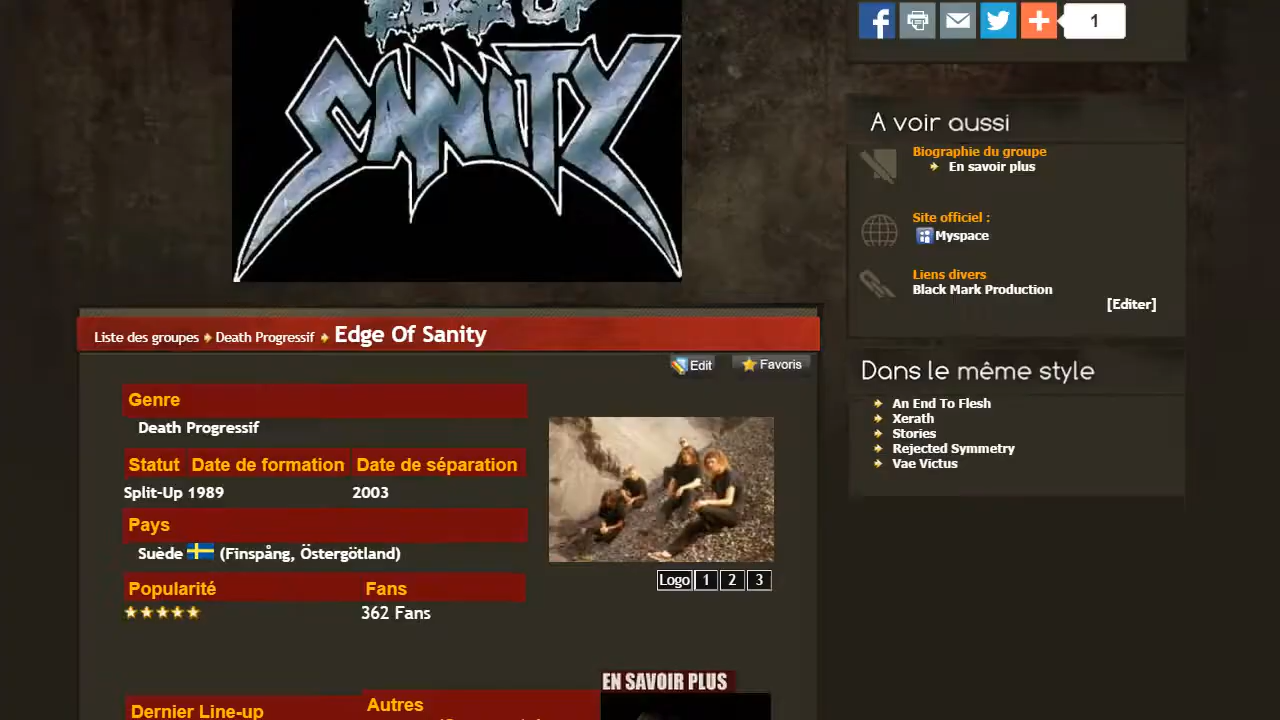 EDGE OF
SANITY
1
A voir aussi
Biographie du groupe
En savoir plus
Site officiel :
Myspace
Liens divers
Black Mark Production
[Editer]
Liste des groupes Death Progressif Edge Of Sanity
Edit Favoris
Genre
Death Progressif
Statut Date de formation Date de séparation
Split-Up 1989 2003
Pays
Suède (Finspång, Östergötland)
Popularité Fans
362 Fans
Logo 1 2 3
Dans le même style
An End To Flesh
Xerath
Stories
Rejected Symmetry
Vae Victus
EN SAVOIR PLUS
Dernier Line-up Autres